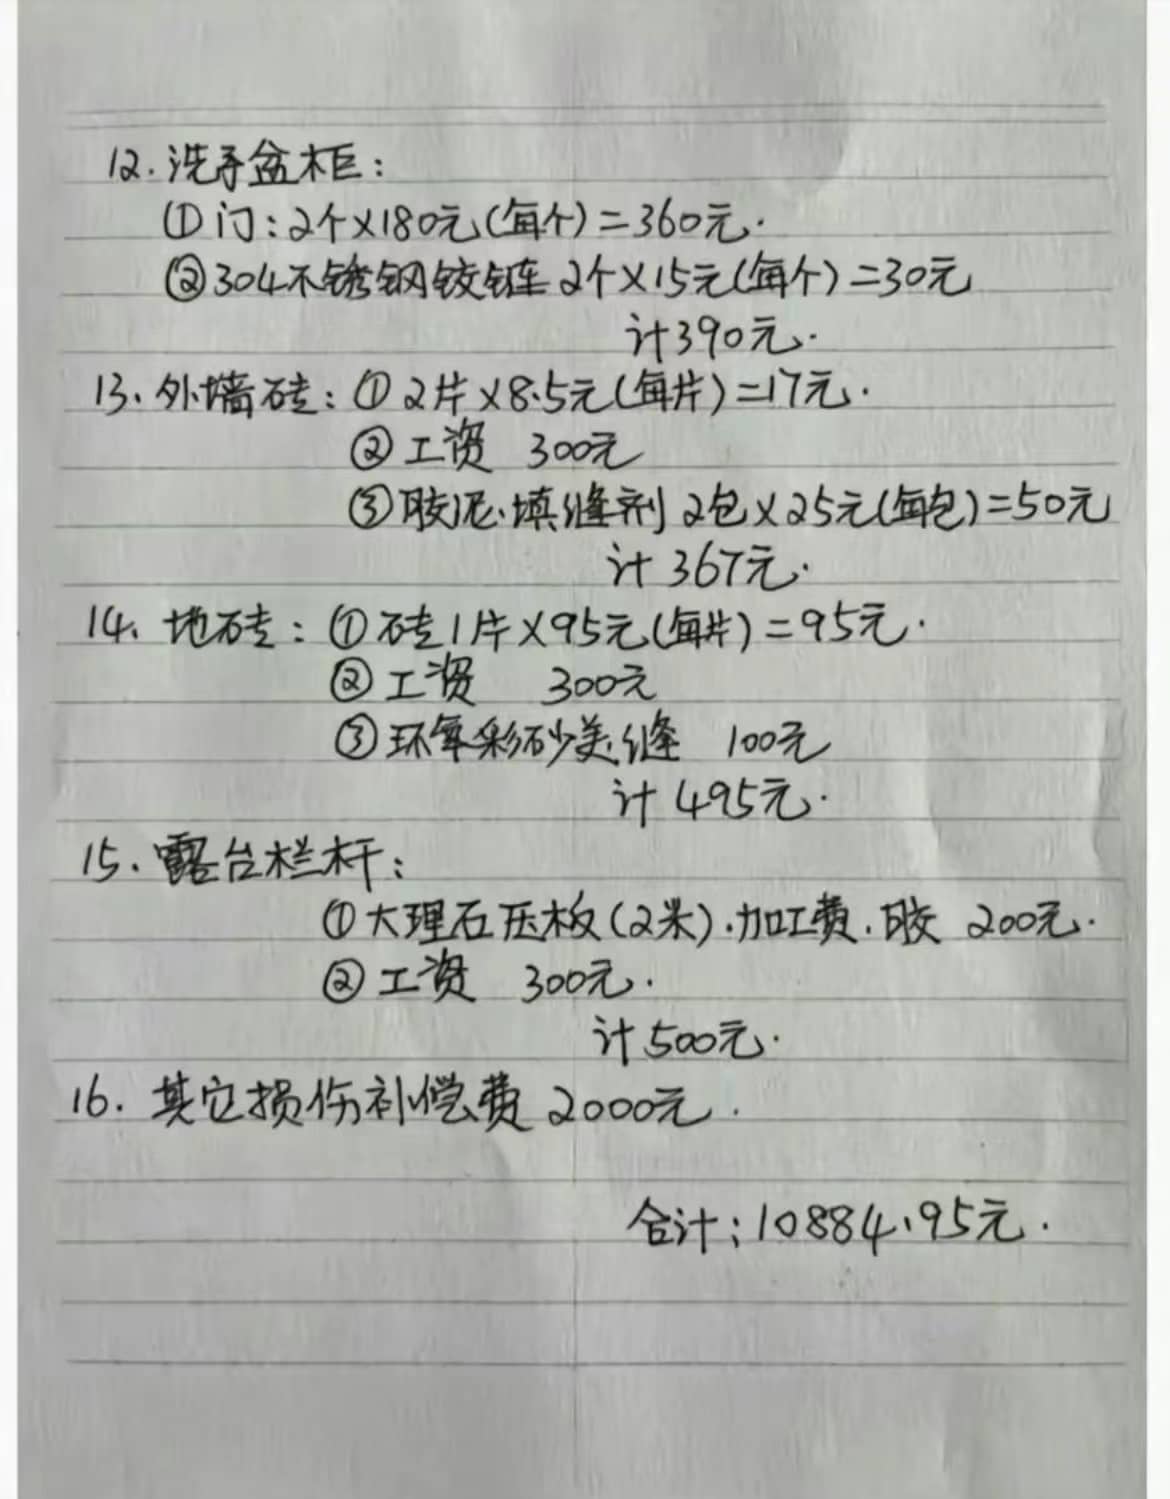 12. 洗手盆柜:
①门:2个×180元(每个)=360元.
②304不锈钢铰链 2个×15元(每个)=30元
计390元.
13. 外墙砖:①2片×8.5元(每片)=17元.
②工资 300元
③胶泥.填缝剂 2包×25元(每包)=50元
计367元.
14. 地砖:①砖1片×95元(每片)=95元.
②工资 300元
③环氧彩砂美缝 100元
计495元.
15. 露台栏杆:
①大理石压板(2米).加工费.胶 200元.
②工资 300元.
计500元.
16. 其它损伤补偿费 2000元.
合计:10884.95元.